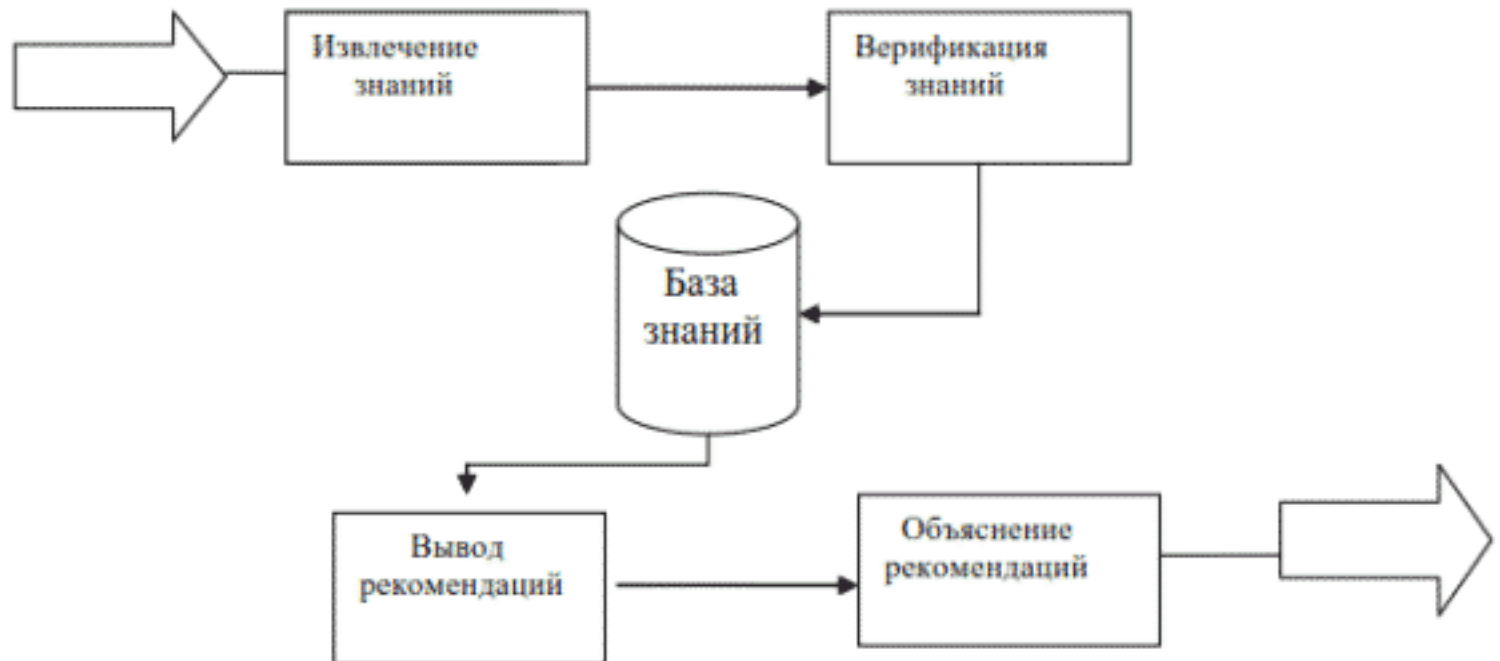 Извлечение
знаний
Верификация
знаний
База
знаний
Вывод
рекомендаций
Объяснение
рекомендаций